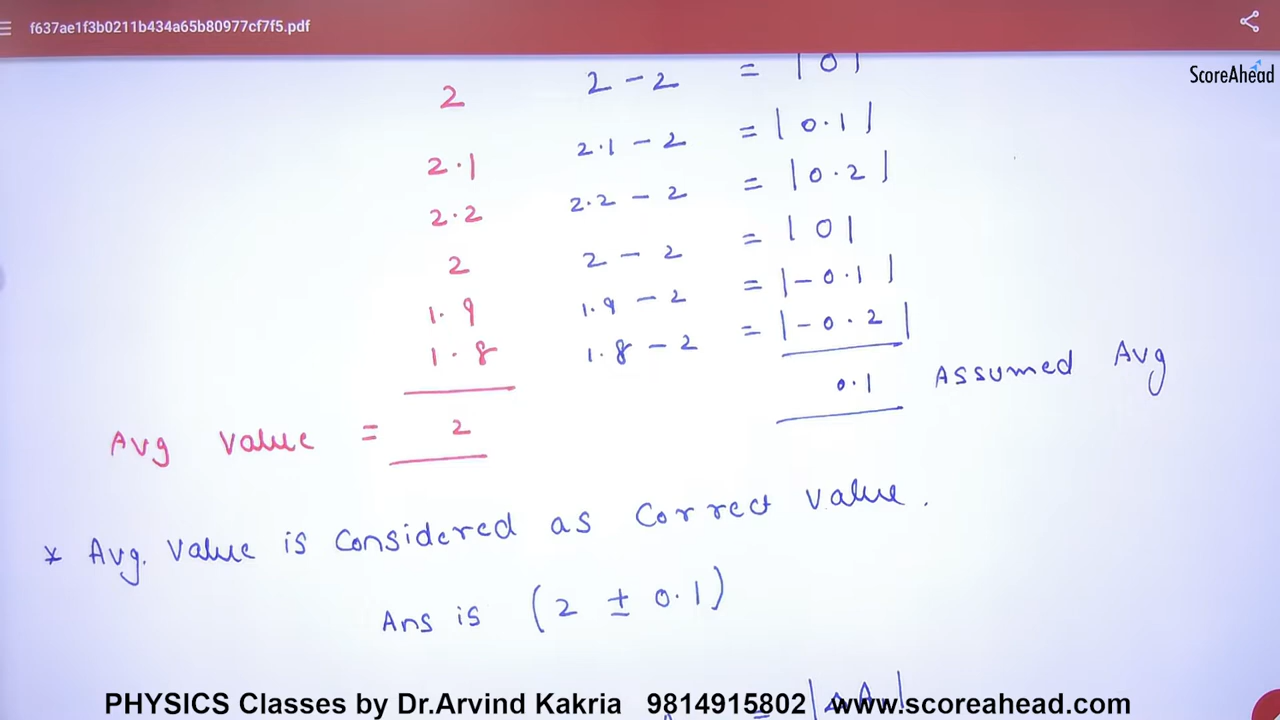 f637ae1f3b0211b434a65b80977cf7f5.pdf
ScoreAhead
2 2 - 2 = |0|
2.1 2.1 - 2 = |0.1|
2.2 2.2 - 2 = |0.2|
2 2 - 2 = |0|
1.9 1.9 - 2 = |-0.1|
1.8 1.8 - 2 = |-0.2|
0.1 Assumed Avg
Avg Value = 2
* Avg. Value is Considered as Correct Value.
Ans is (2 ± 0.1)
PHYSICS Classes by Dr.Arvind Kakria 9814915802 www.scoreahead.com